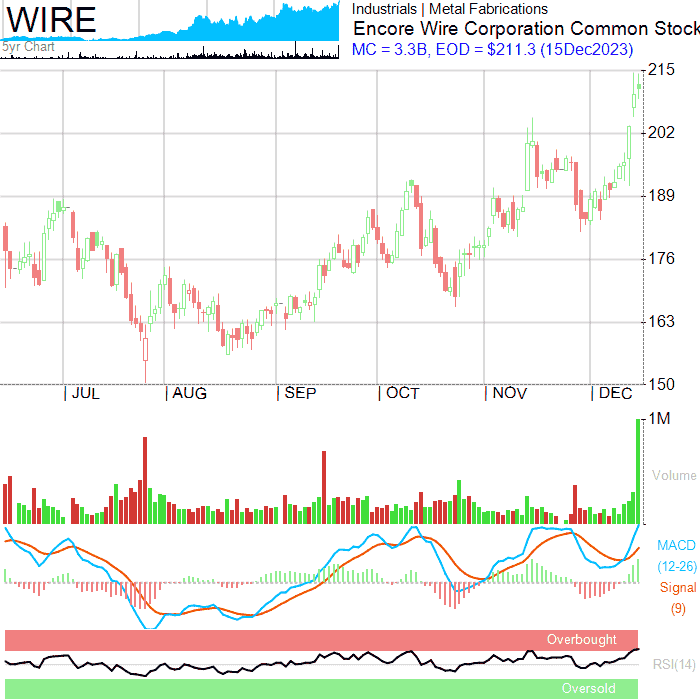 WIRE
5yr Chart
Industrials | Metal Fabrications
Encore Wire Corporation Common Stock
MC = 3.3B, EOD = $211.3 (15Dec2023)
215
202
189
176
163
150
| JUL | AUG | SEP | OCT | NOV | DEC
1M
Volume
MACD
(12-26)
Signal
(9)
Overbought
RSI(14)
Oversold